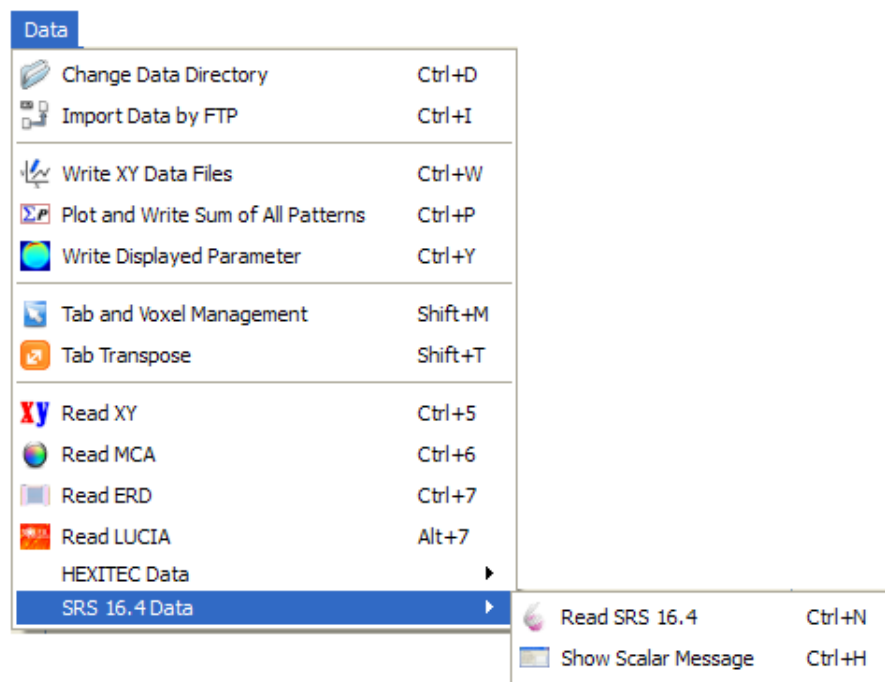 Data
Change Data Directory Ctrl+D
Import Data by FTP Ctrl+I
Write XY Data Files Ctrl+W
ΣP Plot and Write Sum of All Patterns Ctrl+P
Write Displayed Parameter Ctrl+Y
Tab and Voxel Management Shift+M
Tab Transpose Shift+T
XY Read XY Ctrl+5
Read MCA Ctrl+6
Read ERD Ctrl+7
Read LUCIA Alt+7
HEXITEC Data
SRS 16.4 Data
Read SRS 16.4 Ctrl+N
Show Scalar Message Ctrl+H